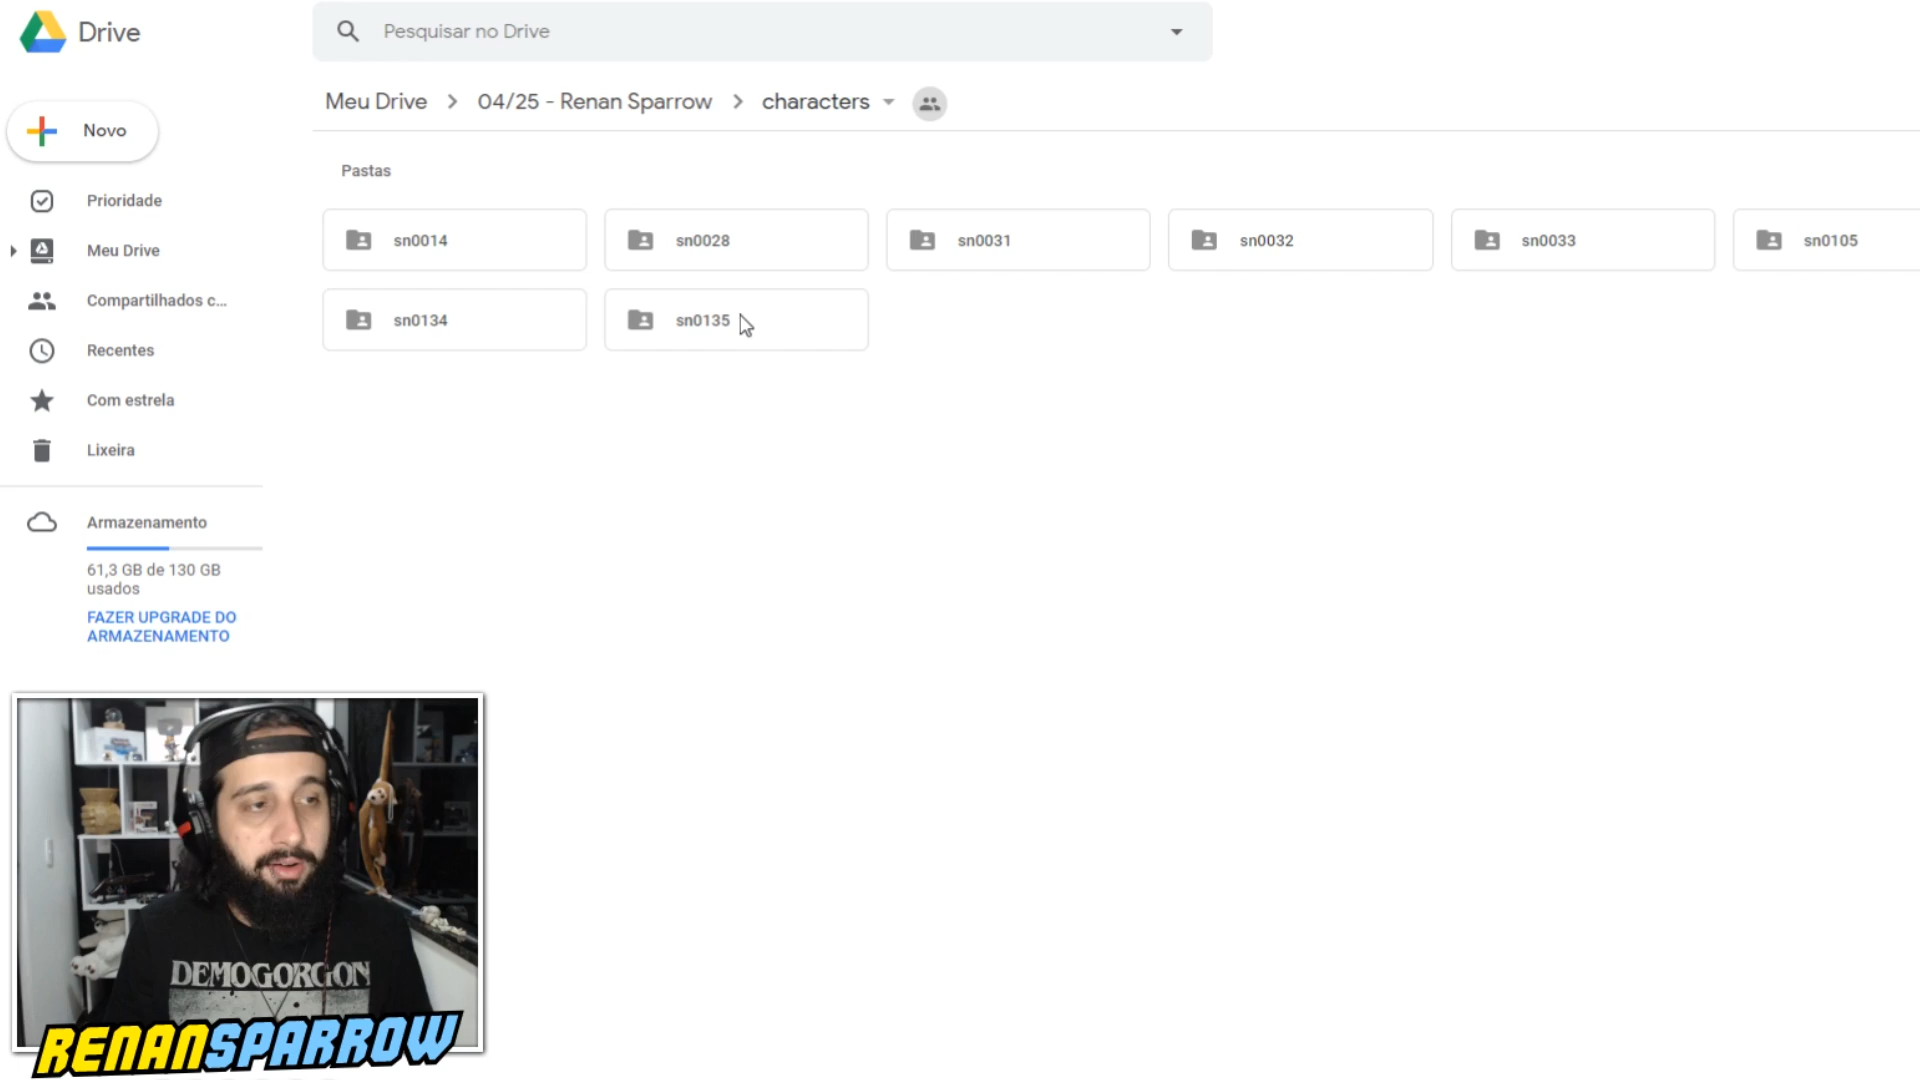 Drive
Pesquisar no Drive
Meu Drive
04/25 - Renan Sparrow
characters
Novo
Pastas
Prioridade
Meu Drive
Compartilhados c...
Recentes
Com estrela
Lixeira
sn0014
sn0028
sn0031
sn0032
sn0033
sn0105
sn0134
sn0135
Armazenamento
61,3 GB de 130 GB
usados
FAZER UPGRADE DO
ARMAZENAMENTO
DEMOGORGON
RENANSPARROW